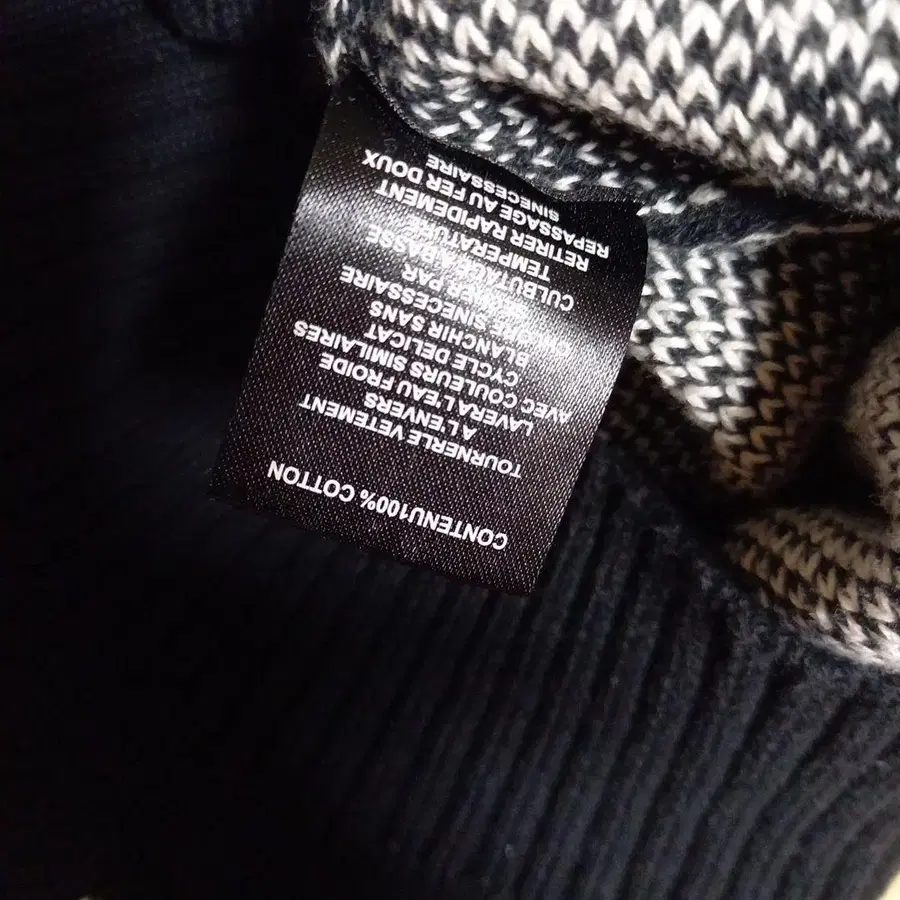 CONTENU100% COTTON
TOURNERLE VETEMENT
A L'ENVERS
LAVERA L'EAU FROIDE
AVEC COULEURS SIMILAIRES
CYCLE DELICAT
BLANCHIR SANS
SINECESSAIRE
PAR
TEMPERATURE
RETIRER RAPIDEMENT
REPASSAGE AU FER DOUX
SINECESSAIRE